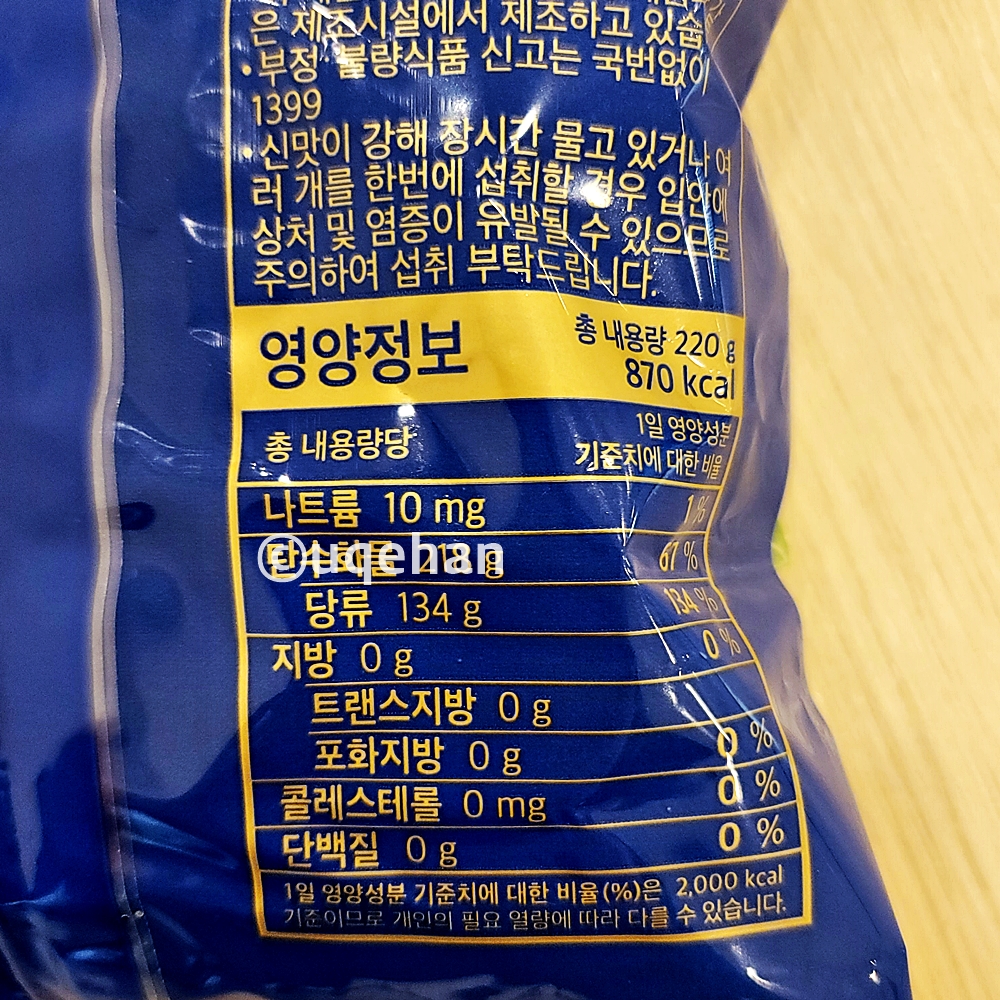 은 제조시설에서 제조하고 있습
•부정 불량식품 신고는 국번없이
1399
•신맛이 강해 장시간 물고 있거나 여
러 개를 한번에 섭취할 경우 입안에
상처 및 염증이 유발될 수 있으므로
주의하여 섭취 부탁드립니다.
영양정보
총 내용량 220 g
870 kcal
총 내용량당
1일 영양성분
기준치에 대한 비율
나트륨 10 mg 1 %
탄수화물 218 g 67 %
당류 134 g 134 %
지방 0 g 0 %
트랜스지방 0 g
포화지방 0 g 0 %
콜레스테롤 0 mg 0 %
단백질 0 g 0 %
1일 영양성분 기준치에 대한 비율(%)은 2,000 kcal
기준이므로 개인의 필요 열량에 따라 다를 수 있습니다.
©uqehan